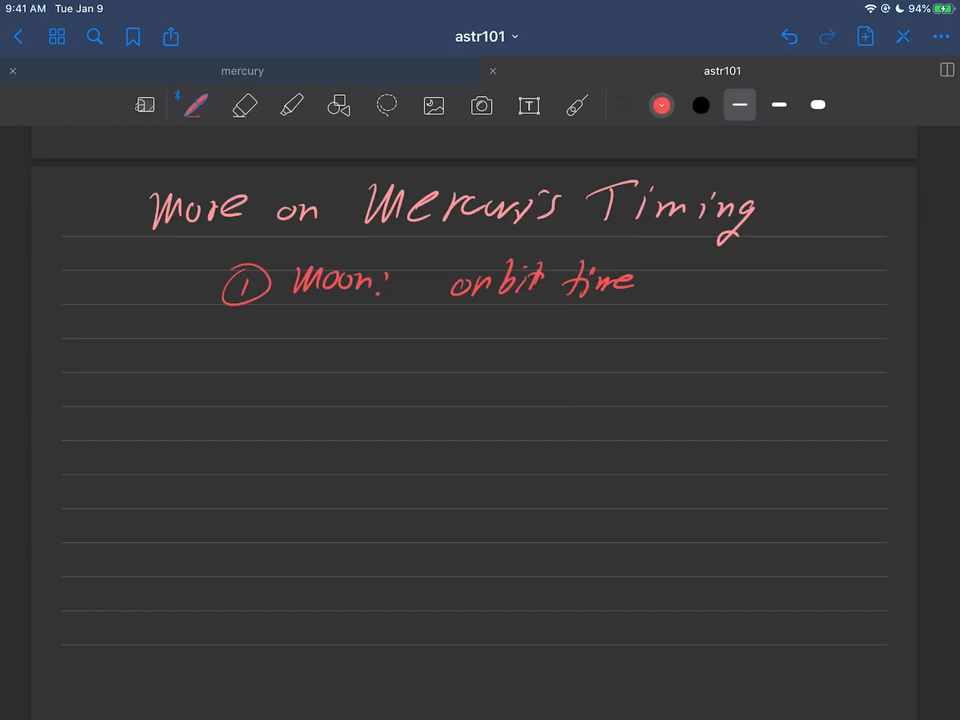 9:41 AM Tue Jan 9 94%
astr101
mercury astr101
T
More on Mercury's Timing
① Moon: orbit time